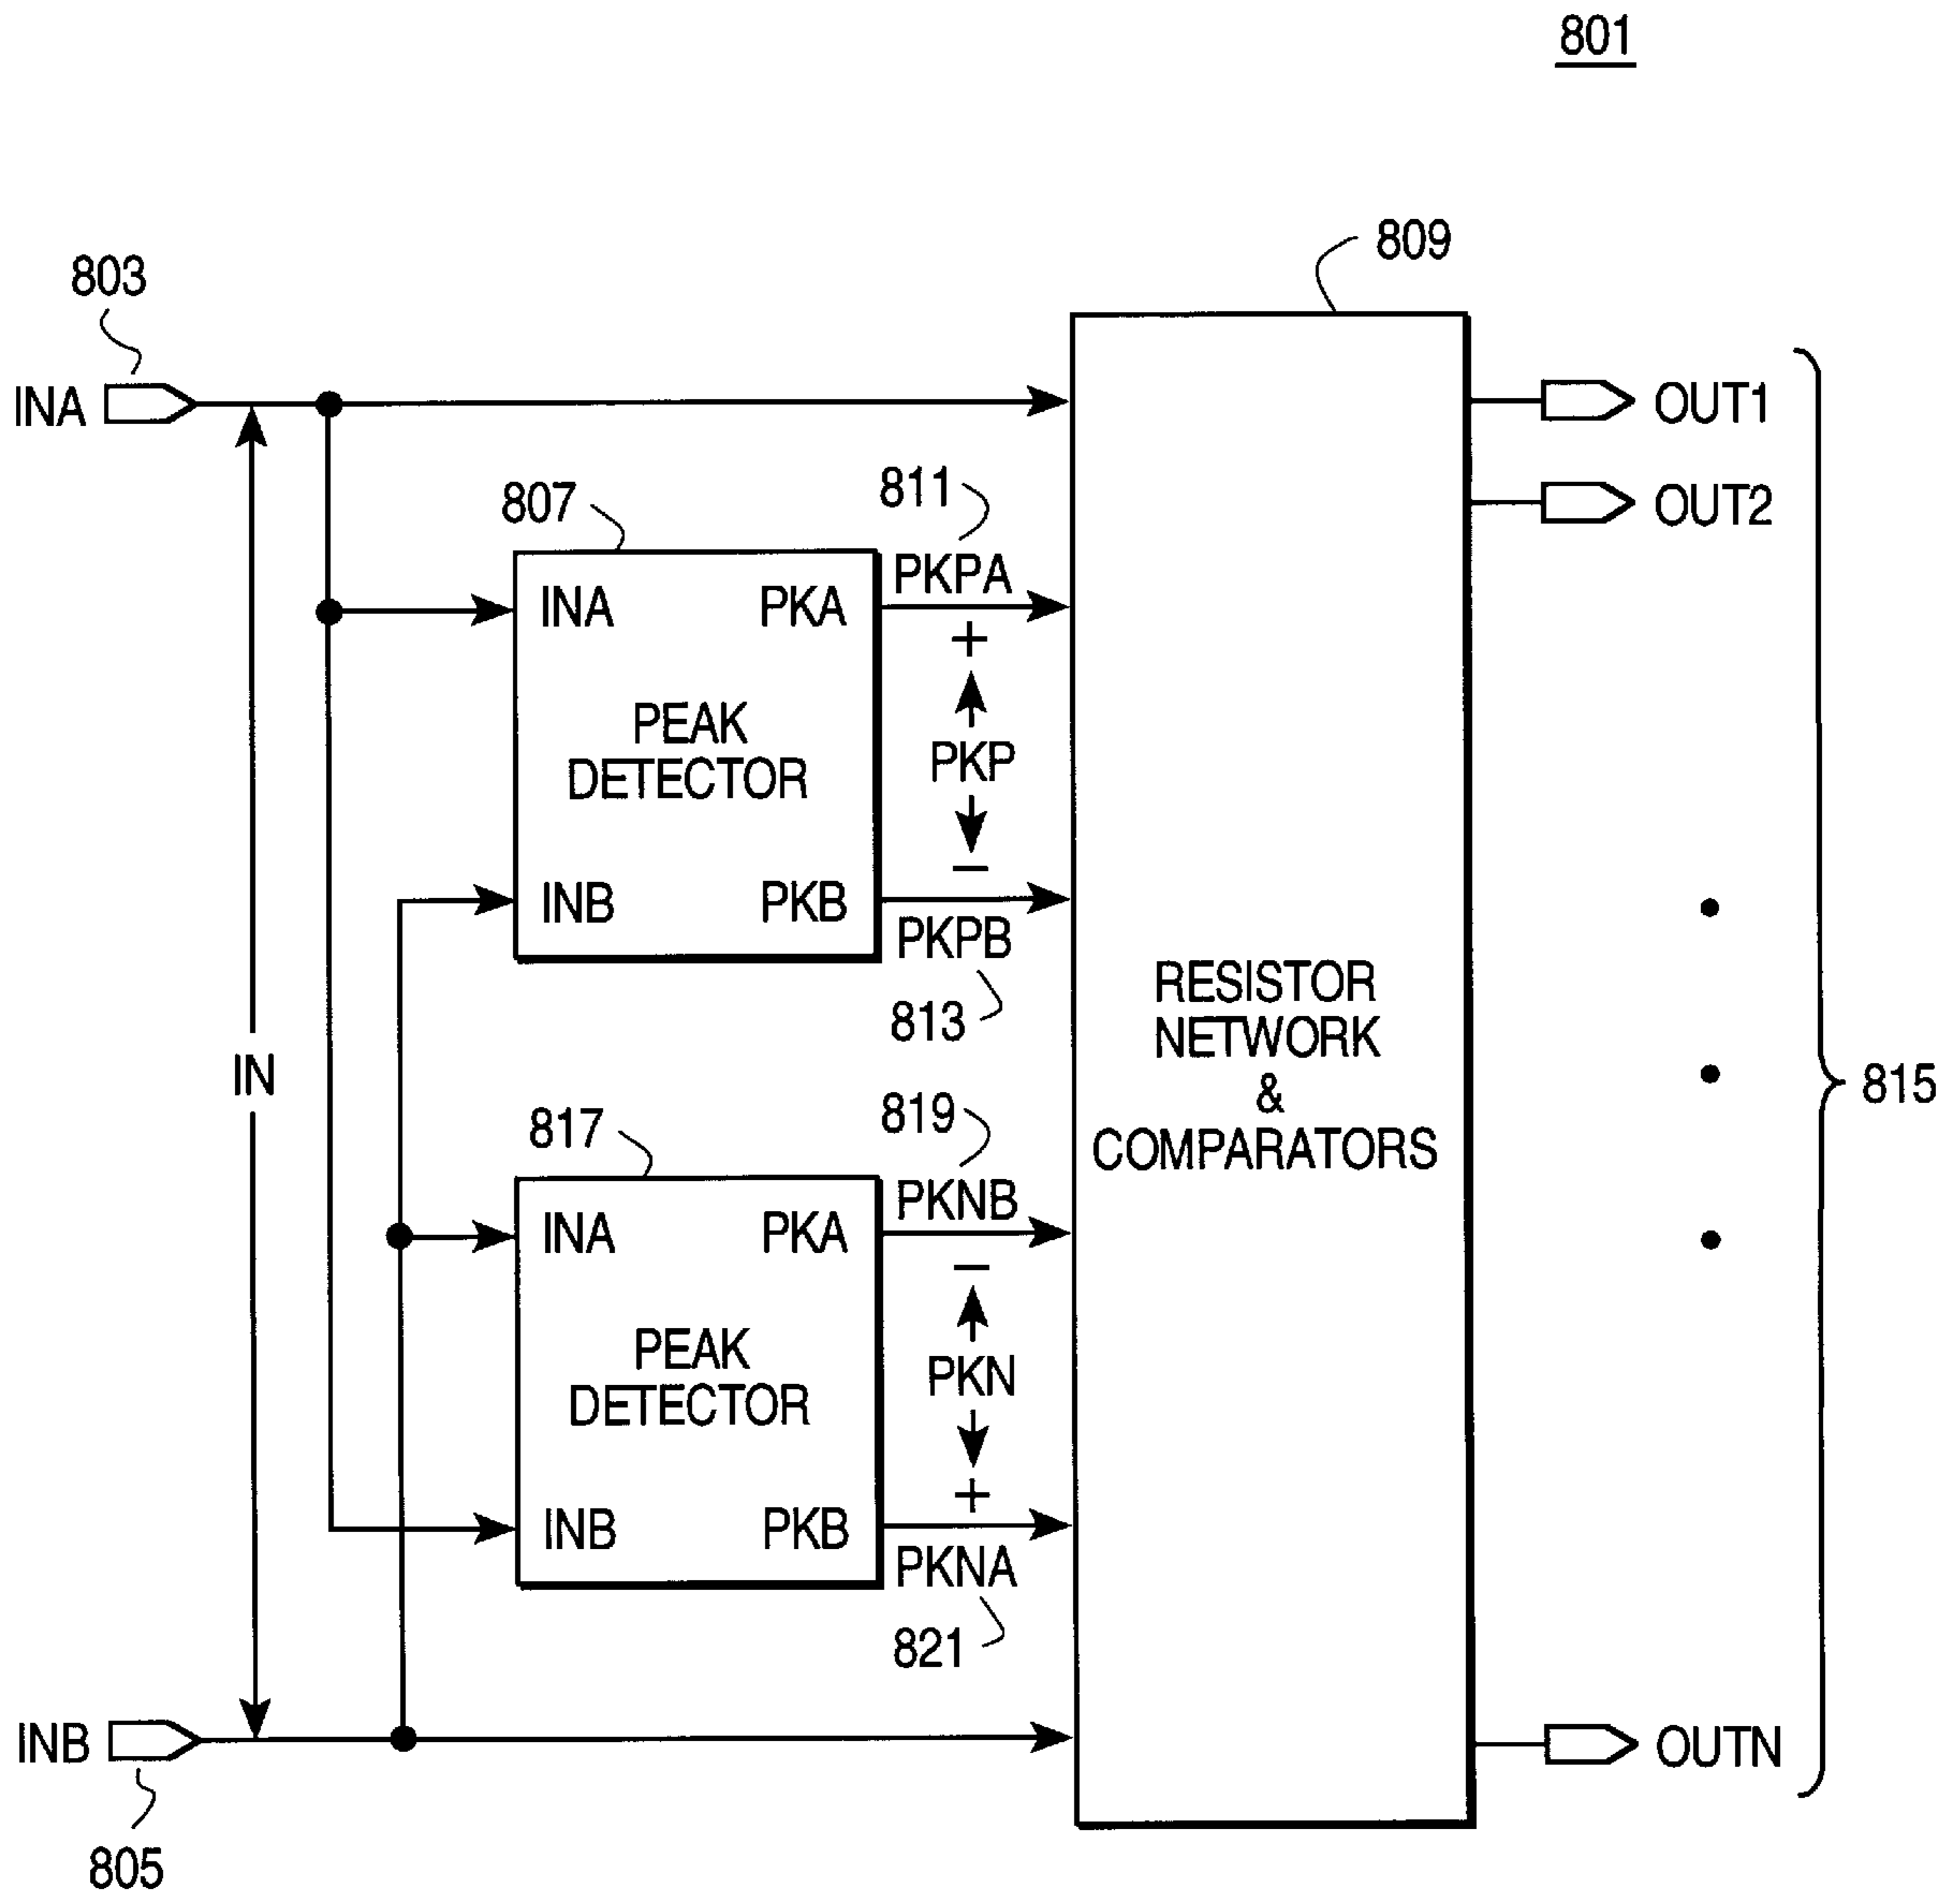 801
809
803
INA
OUT1
811
OUT2
807
PKPA
INA PKA
+
PEAK
DETECTOR
PKP
−
INB PKB
PKPB
813
RESISTOR
NETWORK
&
COMPARATORS
IN
815
819
817
PKNB
INA PKA
−
PEAK
DETECTOR
PKN
+
INB PKB
PKNA
821
INB
OUTN
805